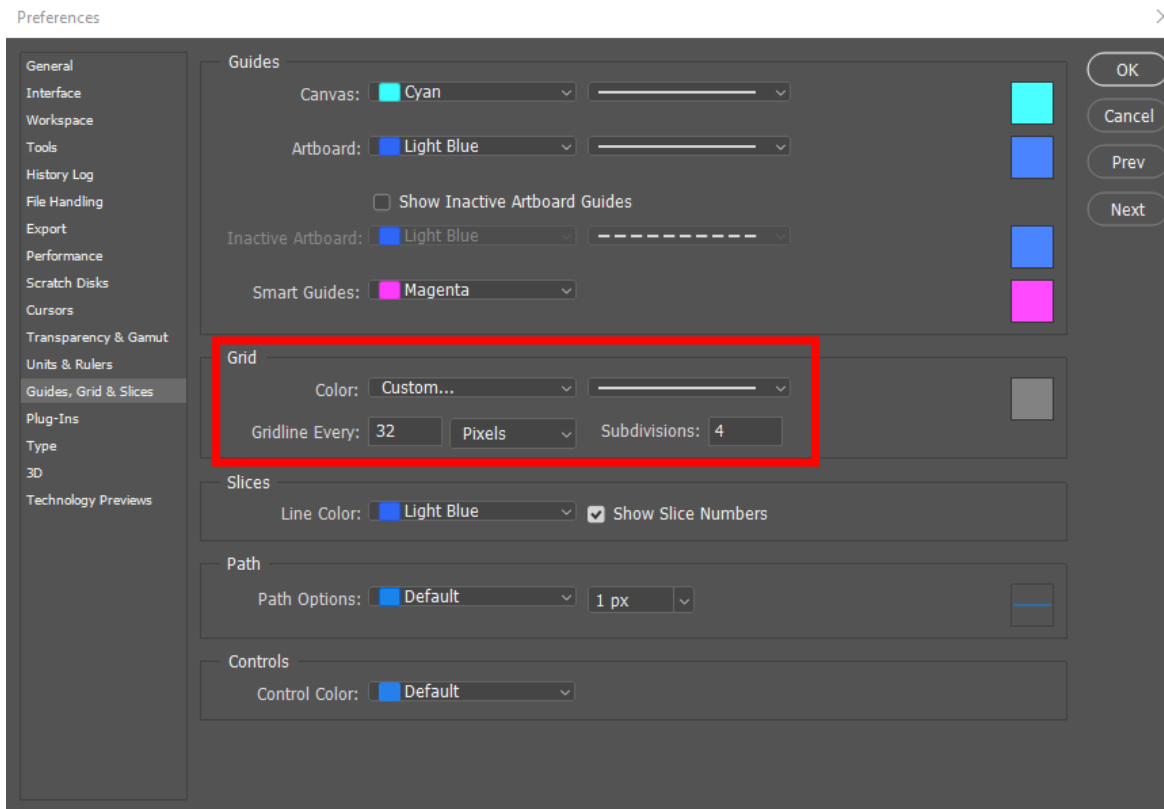 Preferences
General
Interface
Workspace
Tools
History Log
File Handling
Export
Performance
Scratch Disks
Cursors
Transparency & Gamut
Units & Rulers
Guides, Grid & Slices
Plug-Ins
Type
3D
Technology Previews
Guides
Canvas: Cyan
Artboard: Light Blue
Show Inactive Artboard Guides
Inactive Artboard: Light Blue
Smart Guides: Magenta
Grid
Color: Custom...
Gridline Every: 32 Pixels Subdivisions: 4
Slices
Line Color: Light Blue Show Slice Numbers
Path
Path Options: Default 1 px
Controls
Control Color: Default
OK
Cancel
Prev
Next